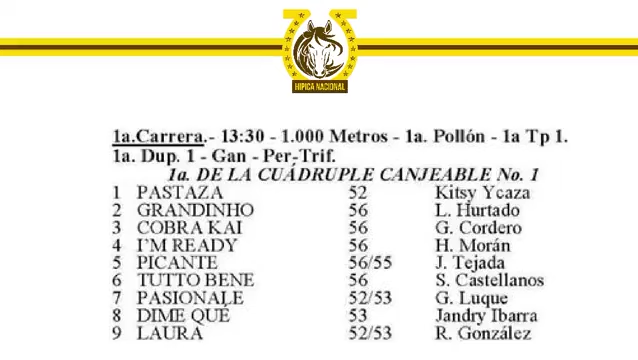 HIPICA NACIONAL
1a.Carrera.- 13:30 - 1.000 Metros - 1a. Pollón - 1a Tp 1.
1a. Dup. 1 - Gan - Per-Trif.
1a. DE LA CUÁDRUPLE CANJEABLE No. 1
1 PASTAZA 52 Kitsy Ycaza
2 GRANDINHO 56 L. Hurtado
3 COBRA KAI 56 G. Cordero
4 I'M READY 56 H. Morán
5 PICANTE 56/55 J. Tejada
6 TUTTO BENE 56 S. Castellanos
7 PASIONALE 52/53 G. Luque
8 DIME QUÉ 53 Jandry Ibarra
9 LAURA 52/53 R. González